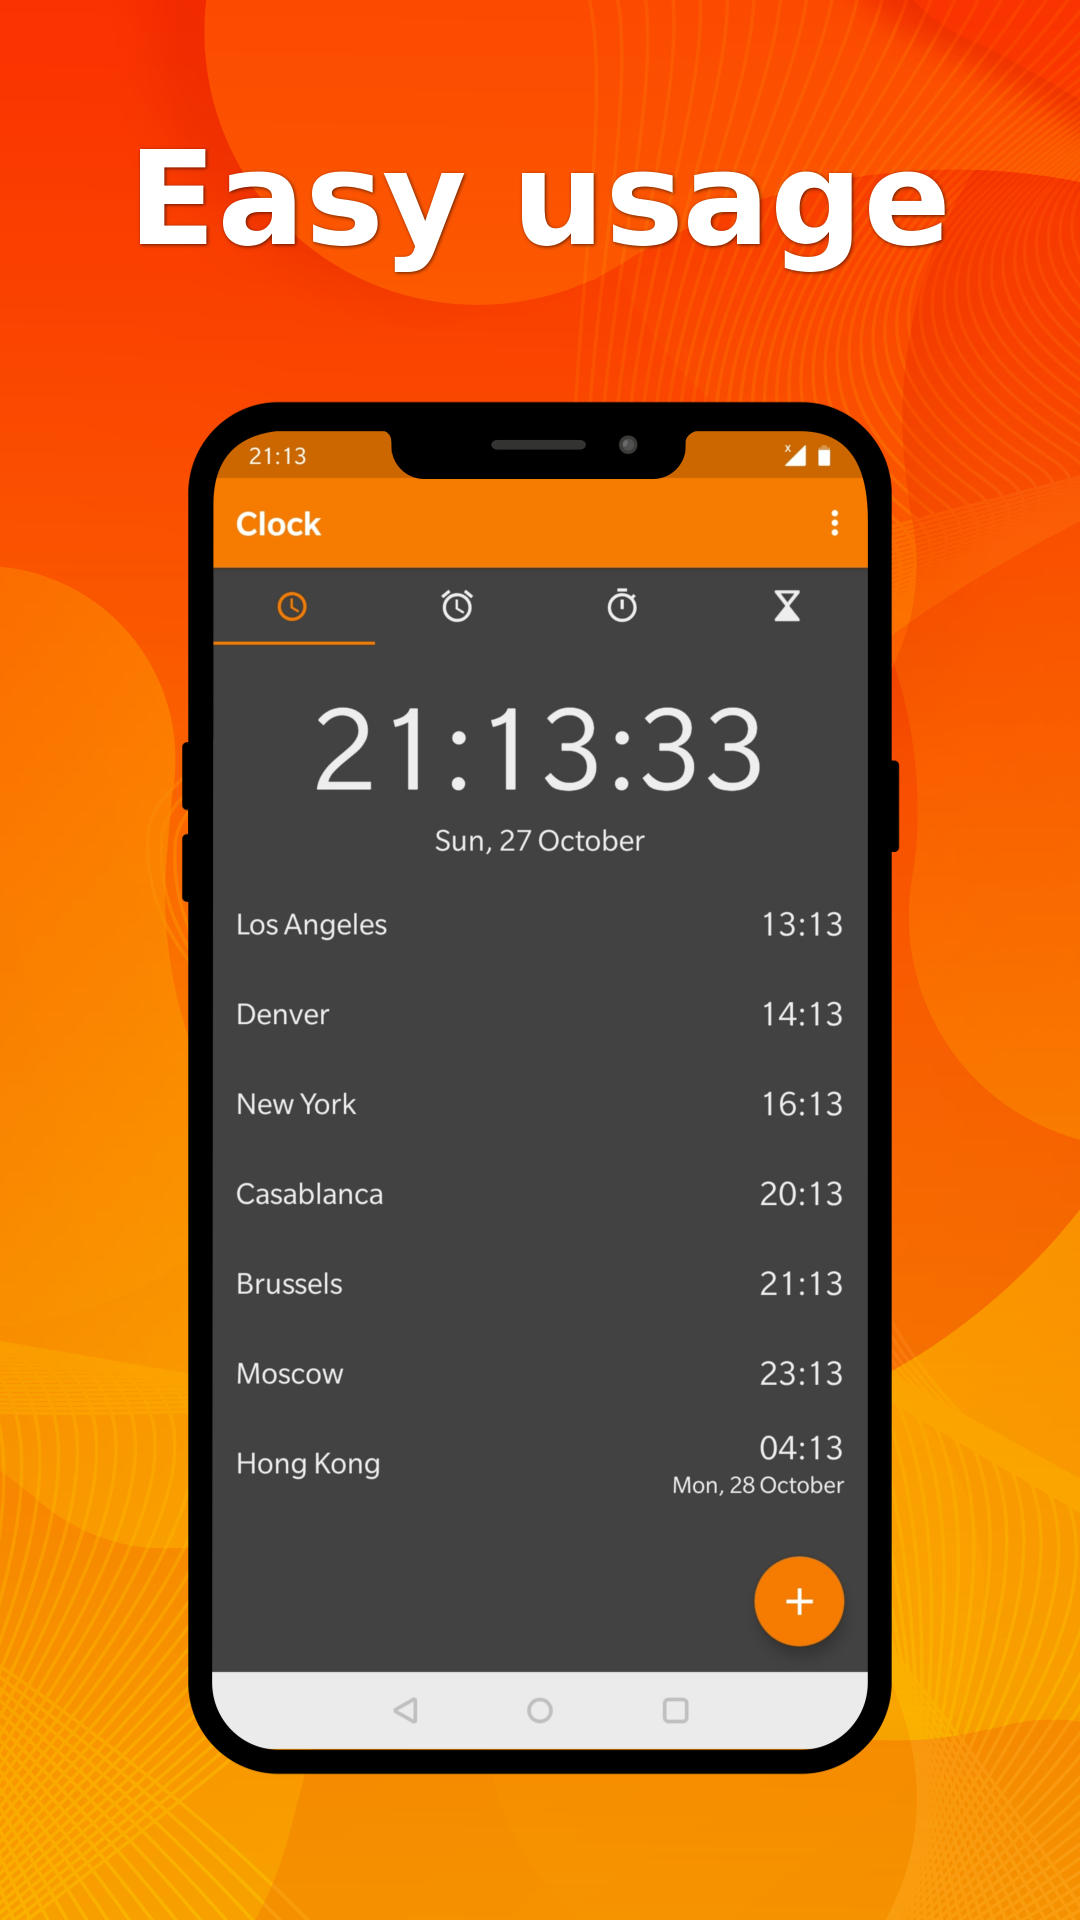 Easy usage
21:13
x
Clock
21:13:33
Sun, 27 October
Los Angeles 13:13
Denver 14:13
New York 16:13
Casablanca 20:13
Brussels 21:13
Moscow 23:13
Hong Kong 04:13
Mon, 28 October